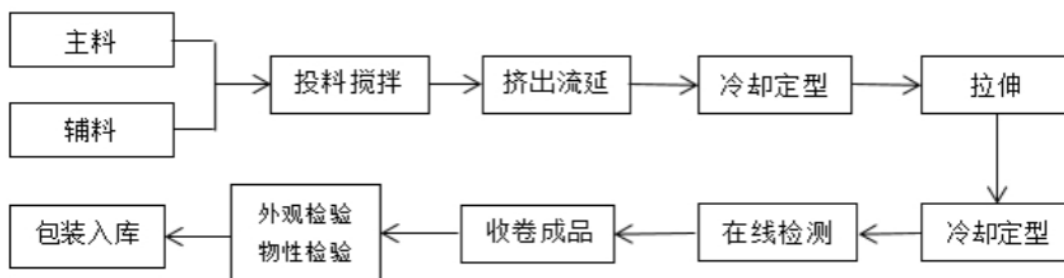 主料
辅料
投料搅拌
挤出流延
冷却定型
拉伸
冷却定型
在线检测
收卷成品
外观检验
物性检验
包装入库